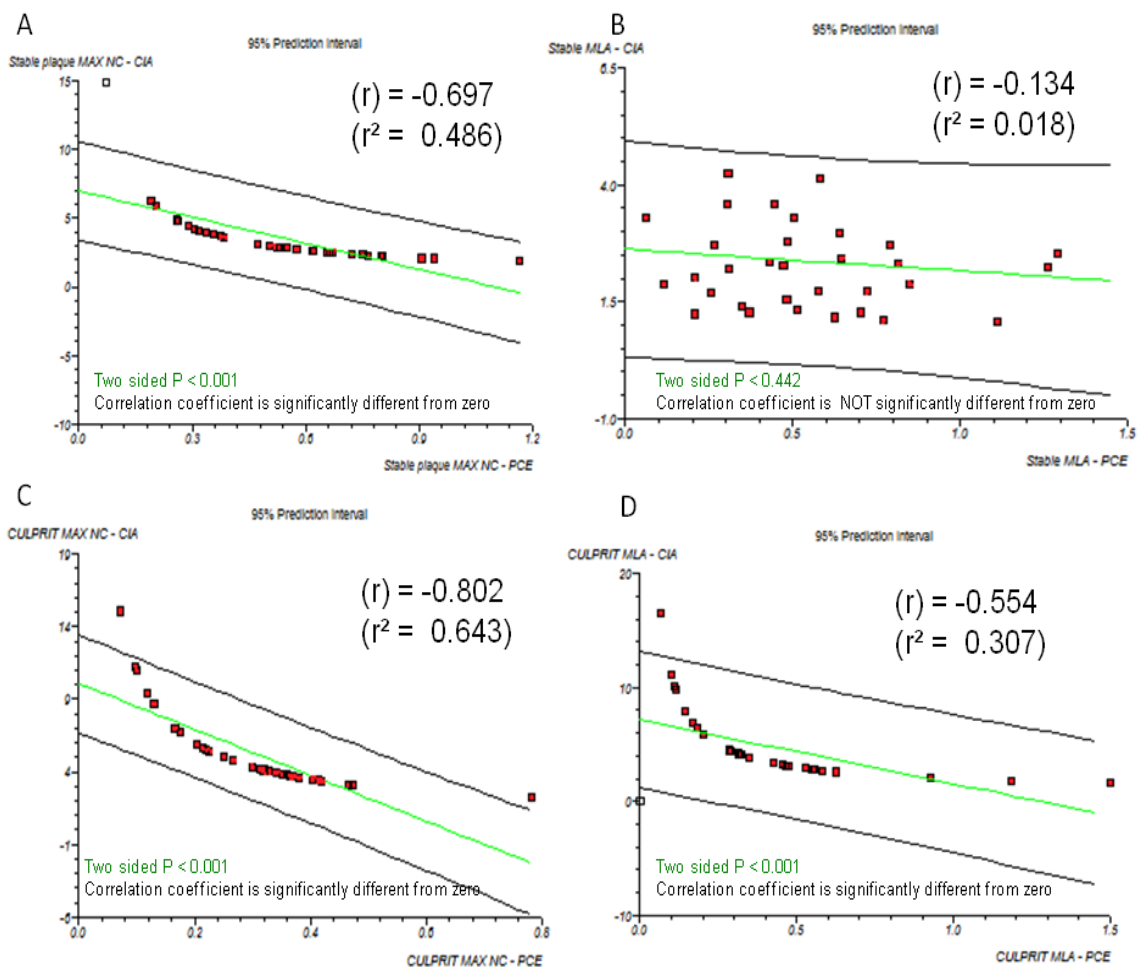 A
95% Prediction Interval
Stable plaque MAX NC - CIA
15
10
5
0
-5
-10
0.0
0.3
0.6
0.9
1.2
(r) = -0.697
(r² = 0.486)
Two sided P < 0.001
Correlation coefficient is significantly different from zero
Stable plaque MAX NC - PCE
B
95% Prediction Interval
Stable MLA - CIA
6.5
4.0
1.5
-1.0
0.0
0.5
1.0
1.5
(r) = -0.134
(r² = 0.018)
Two sided P < 0.442
Correlation coefficient is NOT significantly different from zero
Stable MLA - PCE
C
95% Prediction Interval
CULPRIT MAX NC - CIA
19
14
9
4
-1
-6
0.0
0.2
0.4
0.6
0.8
(r) = -0.802
(r² = 0.643)
Two sided P < 0.001
Correlation coefficient is significantly different from zero
CULPRIT MAX NC - PCE
D
95% Prediction Interval
CULPRIT MLA - CIA
20
10
0
-10
0.0
0.5
1.0
1.5
(r) = -0.554
(r² = 0.307)
Two sided P < 0.001
Correlation coefficient is significantly different from zero
CULPRIT MLA - PCE